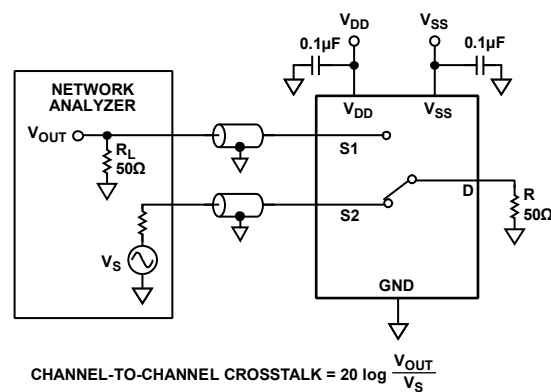 V_DD
V_SS
0.1µF
0.1µF
NETWORK
ANALYZER
V_DD
V_SS
V_OUT
R_L
50Ω
S1
S2
D
R
50Ω
V_S
GND
CHANNEL-TO-CHANNEL CROSSTALK = 20 log V_OUT / V_S